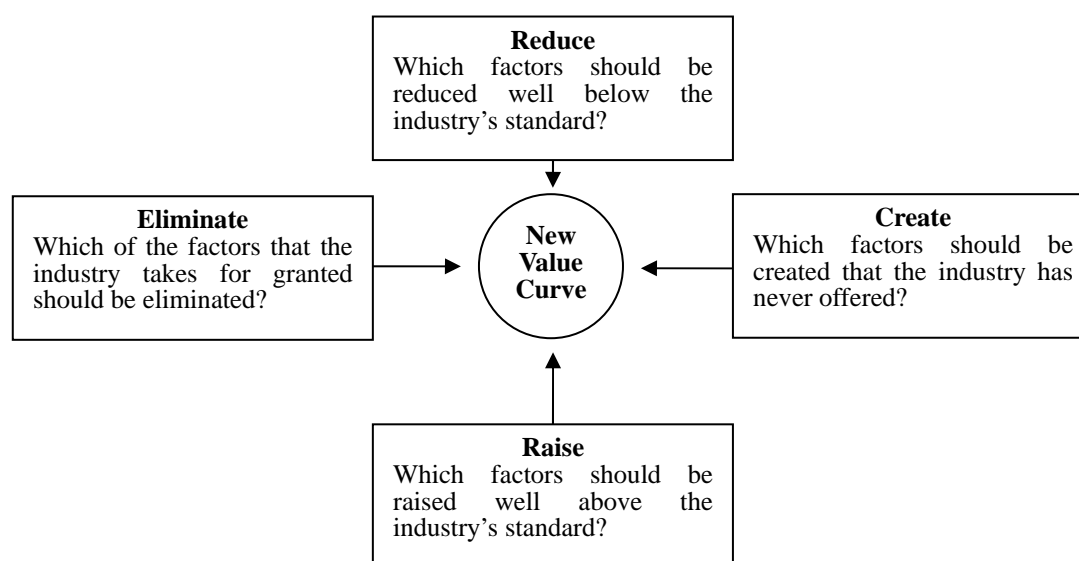 Reduce
Which factors should be
reduced well below the
industry’s standard?
Eliminate
Which of the factors that the
industry takes for granted
should be eliminated?
New
Value
Curve
Create
Which factors should be
created that the industry has
never offered?
Raise
Which factors should be
raised well above the
industry’s standard?